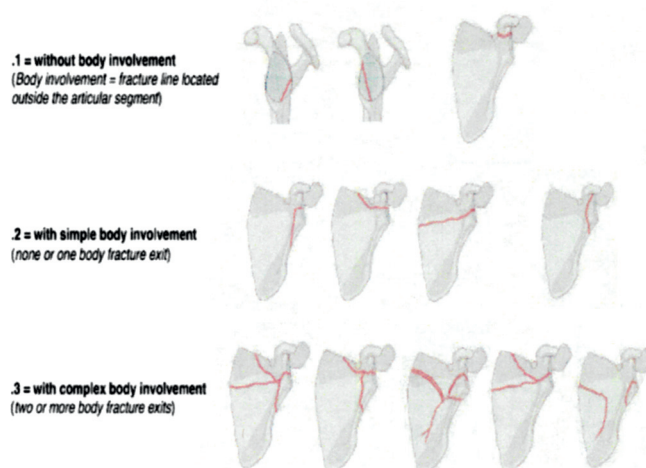 .1 = without body involvement
(Body involvement = fracture line located
outside the articular segment)
.2 = with simple body involvement
(none or one body fracture exit)
.3 = with complex body involvement
(two or more body fracture exits)